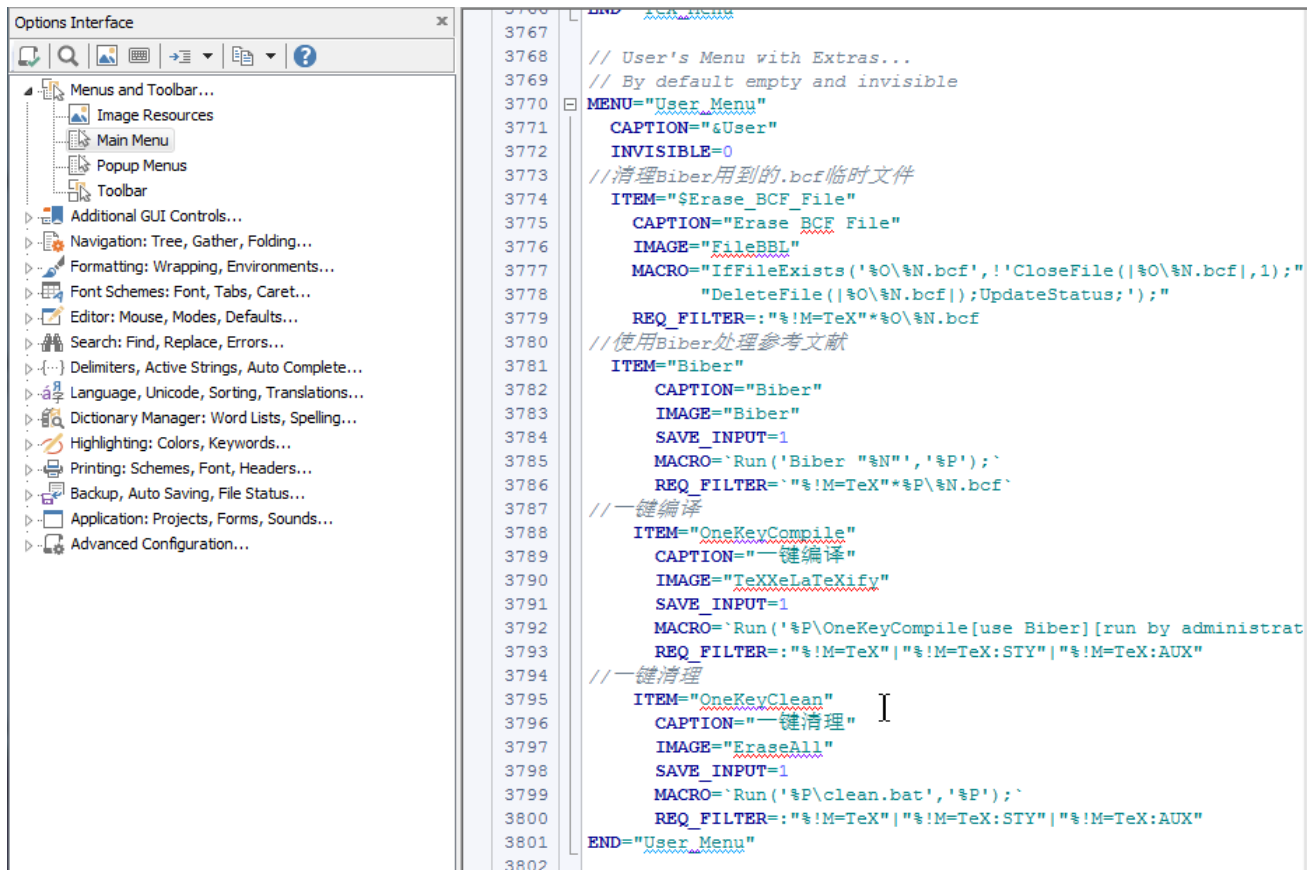 Options Interface
Menus and Toolbar...
Image Resources
Main Menu
Popup Menus
Toolbar
Additional GUI Controls...
Navigation: Tree, Gather, Folding...
Formatting: Wrapping, Environments...
Font Schemes: Font, Tabs, Caret...
Editor: Mouse, Modes, Defaults...
Search: Find, Replace, Errors...
Delimiters, Active Strings, Auto Complete...
Language, Unicode, Sorting, Translations...
Dictionary Manager: Word Lists, Spelling...
Highlighting: Colors, Keywords...
Printing: Schemes, Font, Headers...
Backup, Auto Saving, File Status...
Application: Projects, Forms, Sounds...
Advanced Configuration...
3766 END="TeX_Menu"
3767
3768 // User's Menu with Extras...
3769 // By default empty and invisible
3770 MENU="User_Menu"
3771 CAPTION="&User"
3772 INVISIBLE=0
3773 //清理Biber用到的.bcf临时文件
3774 ITEM="$Erase_BCF_File"
3775 CAPTION="Erase BCF File"
3776 IMAGE="FileBBL"
3777 MACRO="IfFileExists('%O\%N.bcf',!'CloseFile(|%O\%N.bcf|,1);"
3778 "DeleteFile(|%O\%N.bcf|);UpdateStatus;');"
3779 REQ_FILTER=:"%!M=TeX"*%O\%N.bcf
3780 //使用Biber处理参考文献
3781 ITEM="Biber"
3782 CAPTION="Biber"
3783 IMAGE="Biber"
3784 SAVE_INPUT=1
3785 MACRO=`Run('Biber "%N"','%P');`
3786 REQ_FILTER=`"%!M=TeX"*%P\%N.bcf`
3787 //一键编译
3788 ITEM="OneKeyCompile"
3789 CAPTION="一键编译"
3790 IMAGE="TeXXeLaTeXify"
3791 SAVE_INPUT=1
3792 MACRO=`Run('%P\OneKeyCompile[use Biber][run by administrat
3793 REQ_FILTER=:"%!M=TeX"|"%!M=TeX:STY"|"%!M=TeX:AUX"
3794 //一键清理
3795 ITEM="OneKeyClean"
3796 CAPTION="一键清理"
3797 IMAGE="EraseAll"
3798 SAVE_INPUT=1
3799 MACRO=`Run('%P\clean.bat','%P');`
3800 REQ_FILTER=:"%!M=TeX"|"%!M=TeX:STY"|"%!M=TeX:AUX"
3801 END="User_Menu"
3802